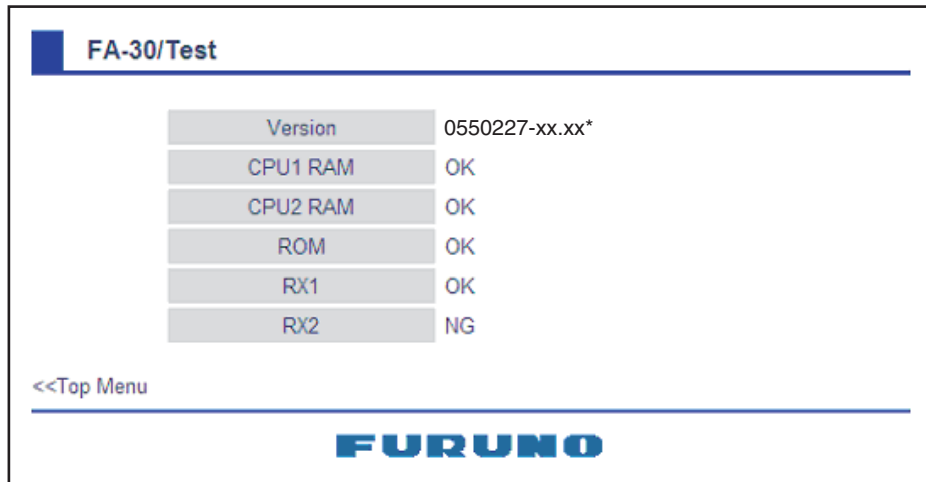 FA-30/Test
Version 0550227-xx.xx*
CPU1 RAM OK
CPU2 RAM OK
ROM OK
RX1 OK
RX2 NG
<<Top Menu
FURUNO